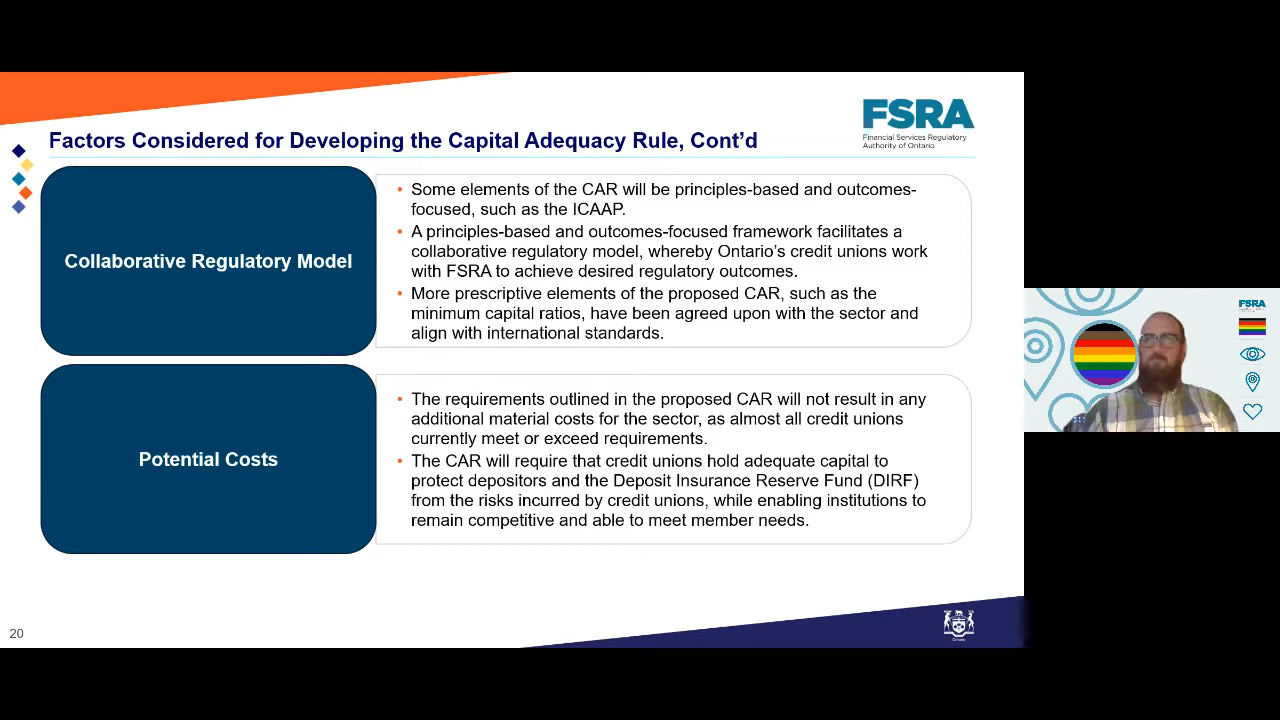 FSRA
Financial Services Regulatory
Authority of Ontario
Factors Considered for Developing the Capital Adequacy Rule, Cont'd
Collaborative Regulatory Model
• Some elements of the CAR will be principles-based and outcomes-
focused, such as the ICAAP.
• A principles-based and outcomes-focused framework facilitates a
collaborative regulatory model, whereby Ontario's credit unions work
with FSRA to achieve desired regulatory outcomes.
• More prescriptive elements of the proposed CAR, such as the
minimum capital ratios, have been agreed upon with the sector and
align with international standards.
Potential Costs
• The requirements outlined in the proposed CAR will not result in any
additional material costs for the sector, as almost all credit unions
currently meet or exceed requirements.
• The CAR will require that credit unions hold adequate capital to
protect depositors and the Deposit Insurance Reserve Fund (DIRF)
from the risks incurred by credit unions, while enabling institutions to
remain competitive and able to meet member needs.
20
Ontario
FSRA